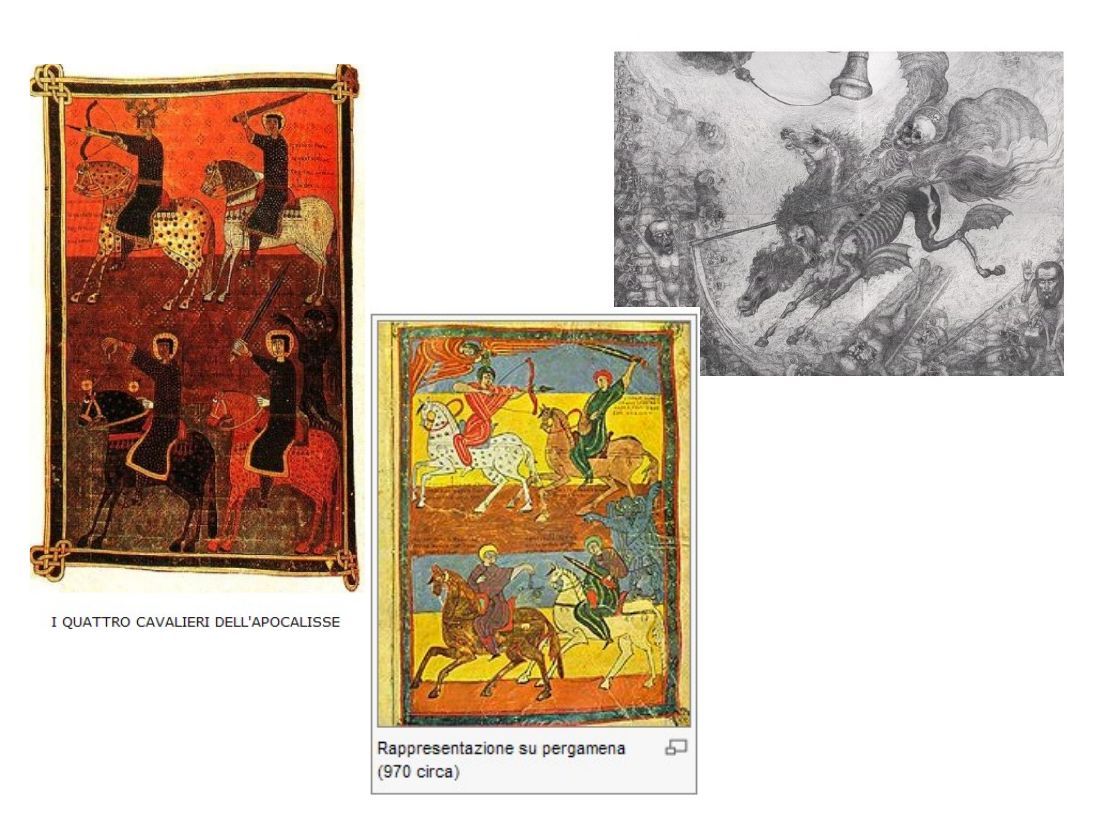 I QUATTRO CAVALIERI DELL'APOCALISSE
Rappresentazione su pergamena
(970 circa)